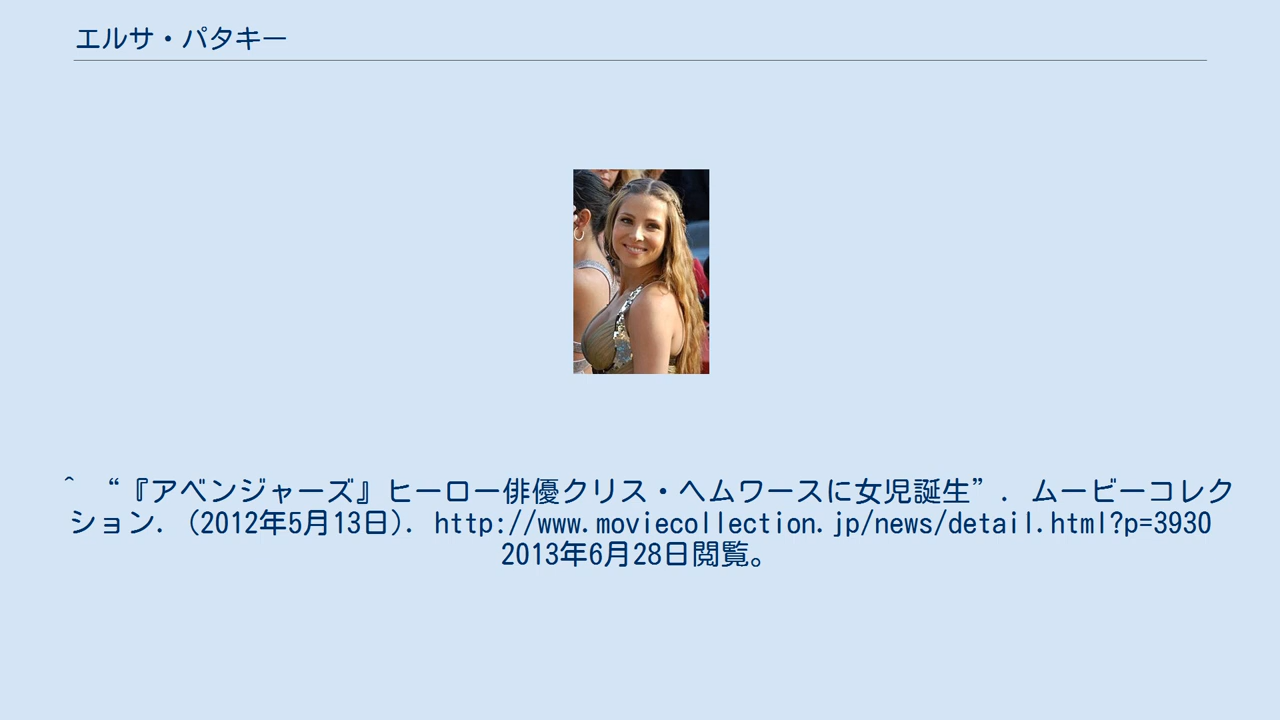 エルサ・パタキー
^ “『アベンジャーズ』ヒーロー俳優クリス・ヘムワースに女児誕生”. ムービーコレク
ション. (2012年5月13日). http://www.moviecollection.jp/news/detail.html?p=3930
2013年6月28日閲覧。